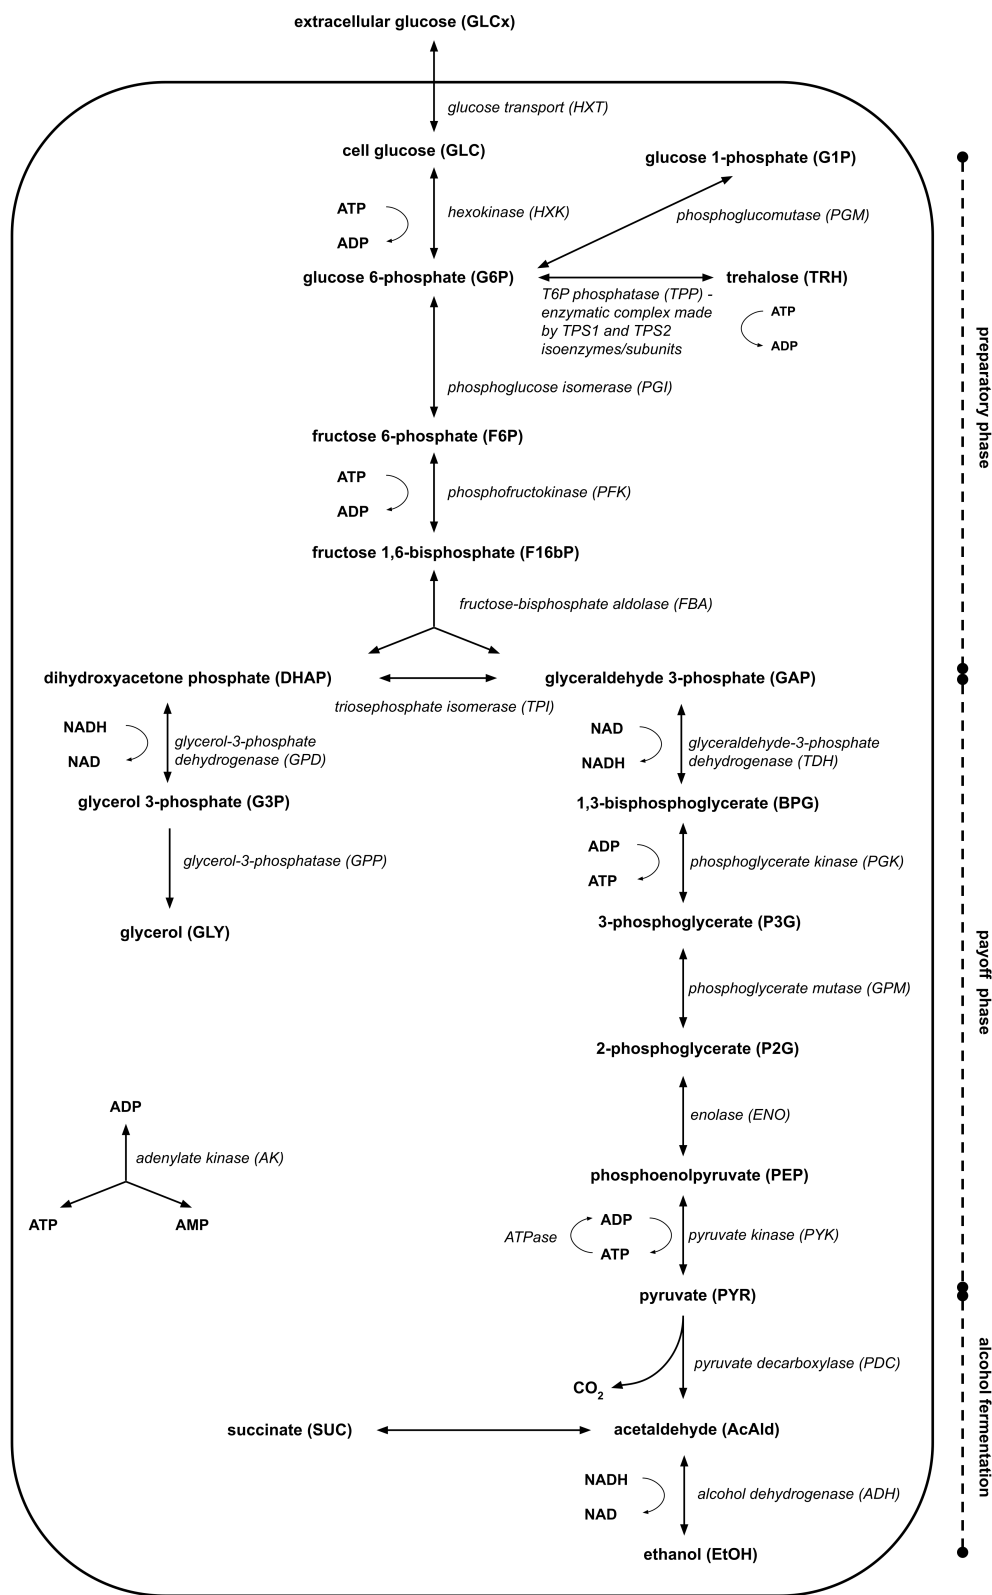 extracellular glucose (GLCx)
glucose transport (HXT)
cell glucose (GLC)
glucose 1-phosphate (G1P)
ATP
hexokinase (HXK)
phosphoglucomutase (PGM)
ADP
glucose 6-phosphate (G6P)
trehalose (TRH)
T6P phosphatase (TPP) -
enzymatic complex made
by TPS1 and TPS2
isoenzymes/subunits
ATP
ADP
preparatory phase
phosphoglucose isomerase (PGI)
fructose 6-phosphate (F6P)
ATP
phosphofructokinase (PFK)
ADP
fructose 1,6-bisphosphate (F16bP)
fructose-bisphosphate aldolase (FBA)
dihydroxyacetone phosphate (DHAP)
glyceraldehyde 3-phosphate (GAP)
triosephosphate isomerase (TPI)
NADH
NAD
glycerol-3-phosphate
dehydrogenase (GPD)
NAD
NADH
glyceraldehyde-3-phosphate
dehydrogenase (TDH)
glycerol 3-phosphate (G3P)
1,3-bisphosphoglycerate (BPG)
ADP
ATP
phosphoglycerate kinase (PGK)
glycerol-3-phosphatase (GPP)
3-phosphoglycerate (P3G)
glycerol (GLY)
payoff phase
phosphoglycerate mutase (GPM)
2-phosphoglycerate (P2G)
ADP
enolase (ENO)
adenylate kinase (AK)
phosphoenolpyruvate (PEP)
ATP
AMP
ADP
ATPase
pyruvate kinase (PYK)
ATP
pyruvate (PYR)
pyruvate decarboxylase (PDC)
CO2
alcohol fermentation
succinate (SUC)
acetaldehyde (AcAld)
NADH
alcohol dehydrogenase (ADH)
NAD
ethanol (EtOH)